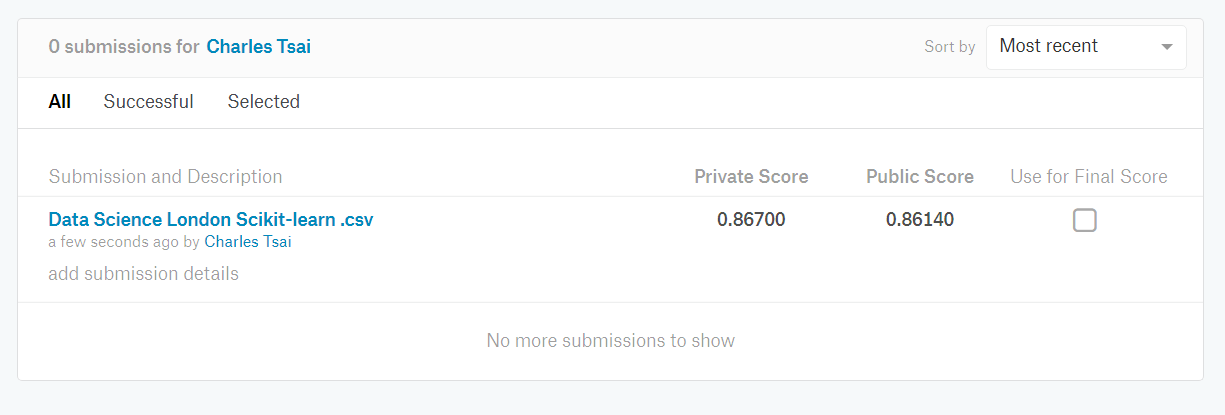 0 submissions for Charles Tsai Sort by Most recent
All Successful Selected
Submission and Description Private Score Public Score Use for Final Score
Data Science London Scikit-learn .csv 0.86700 0.86140
a few seconds ago by Charles Tsai
add submission details
No more submissions to show